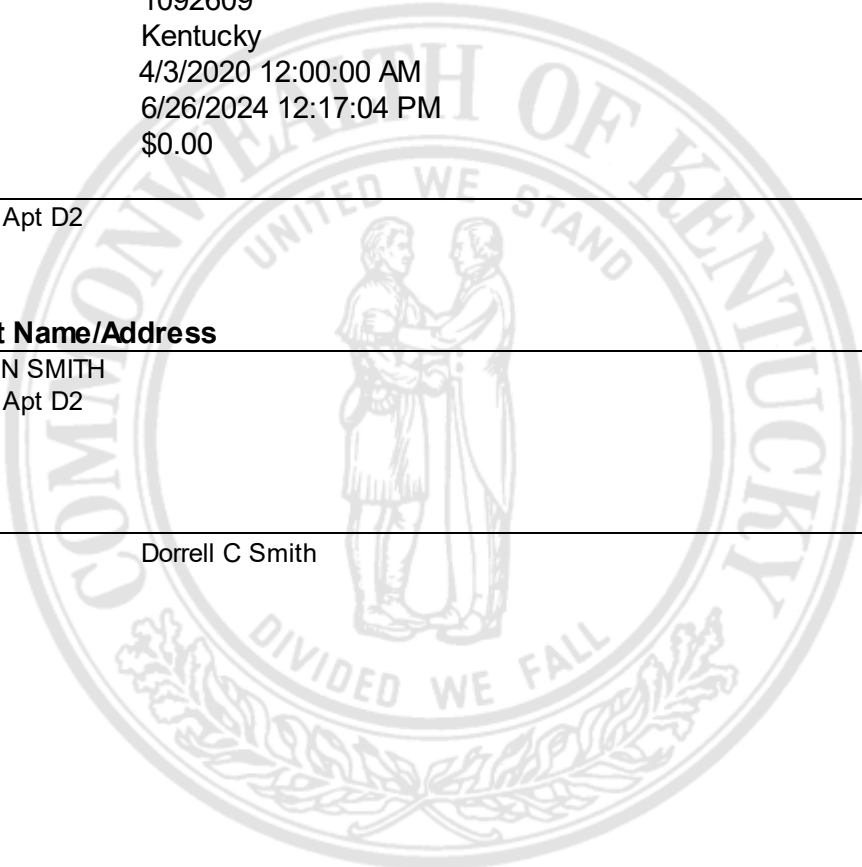 1092609
Kentucky
4/3/2020 12:00:00 AM
6/26/2024 12:17:04 PM
$0.00
Apt D2
t Name/Address
N SMITH
Apt D2
Dorrell C Smith
COMMONWEALTH OF KENTUCKY
UNITED WE STAND
DIVIDED WE FALL